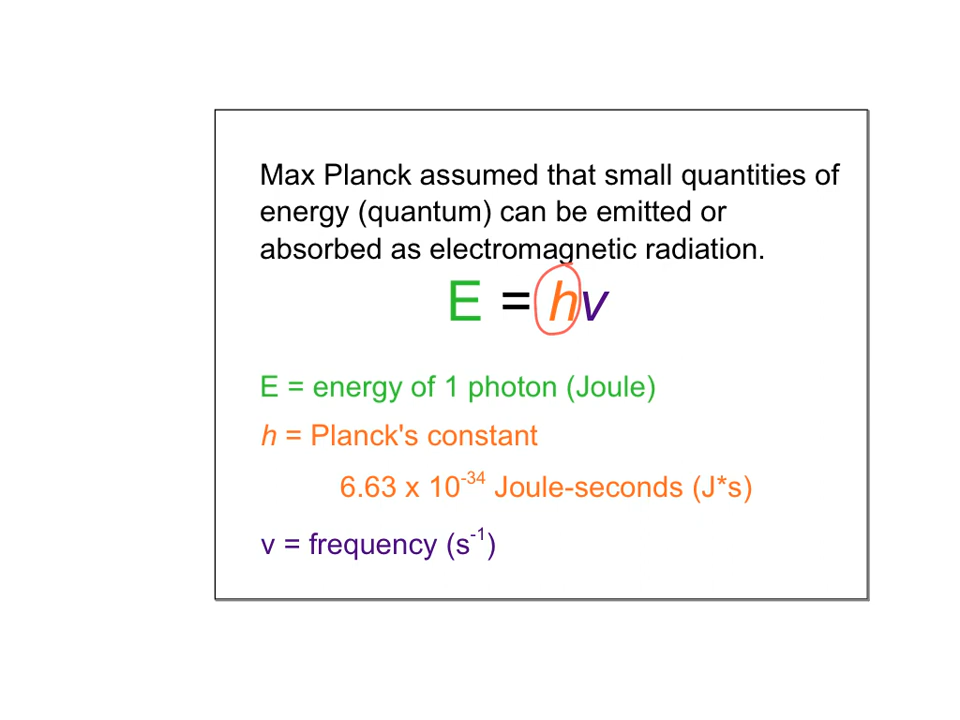 Max Planck assumed that small quantities of
energy (quantum) can be emitted or
absorbed as electromagnetic radiation.
E = hv
E = energy of 1 photon (Joule)
h = Planck's constant
6.63 x 10⁻³⁴ Joule-seconds (J*s)
v = frequency (s⁻¹)